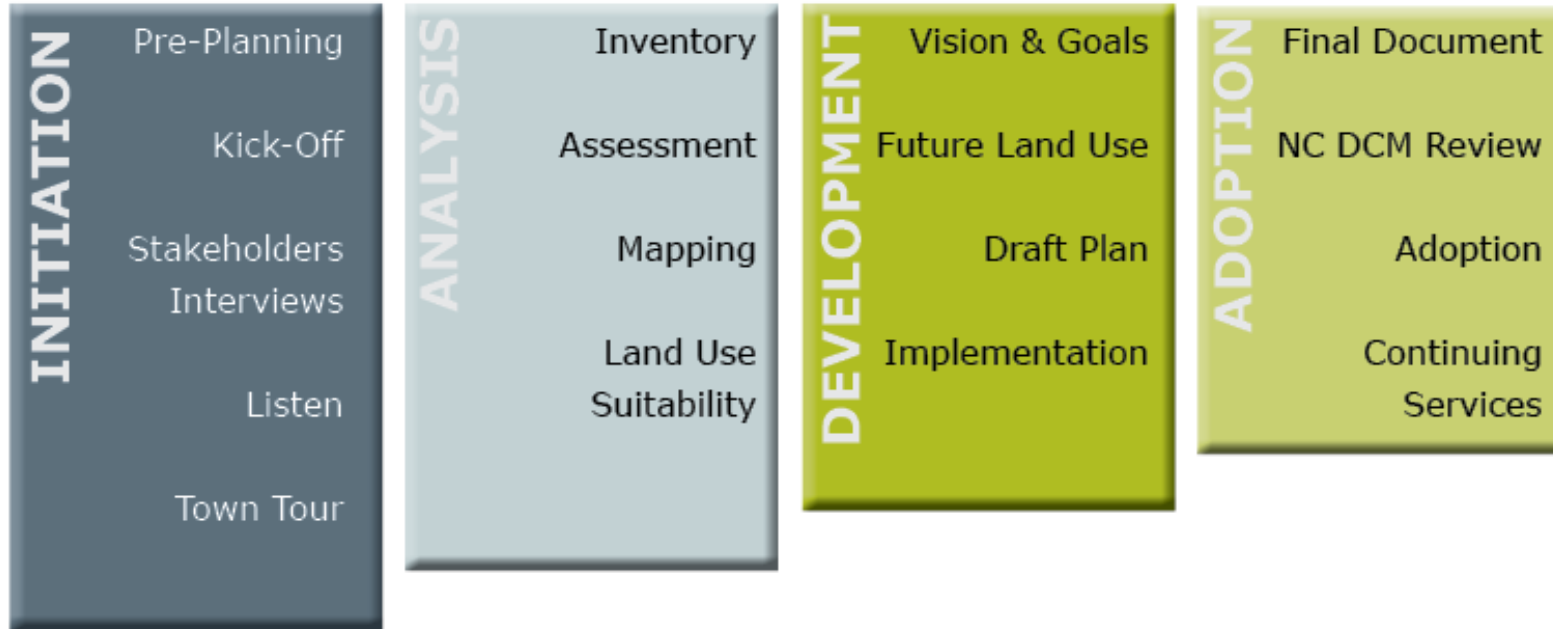 INITIATION
Pre-Planning
Kick-Off
Stakeholders
Interviews
Listen
Town Tour
ANALYSIS
Inventory
Assessment
Mapping
Land Use
Suitability
DEVELOPMENT
Vision & Goals
Future Land Use
Draft Plan
Implementation
ADOPTION
Final Document
NC DCM Review
Adoption
Continuing
Services